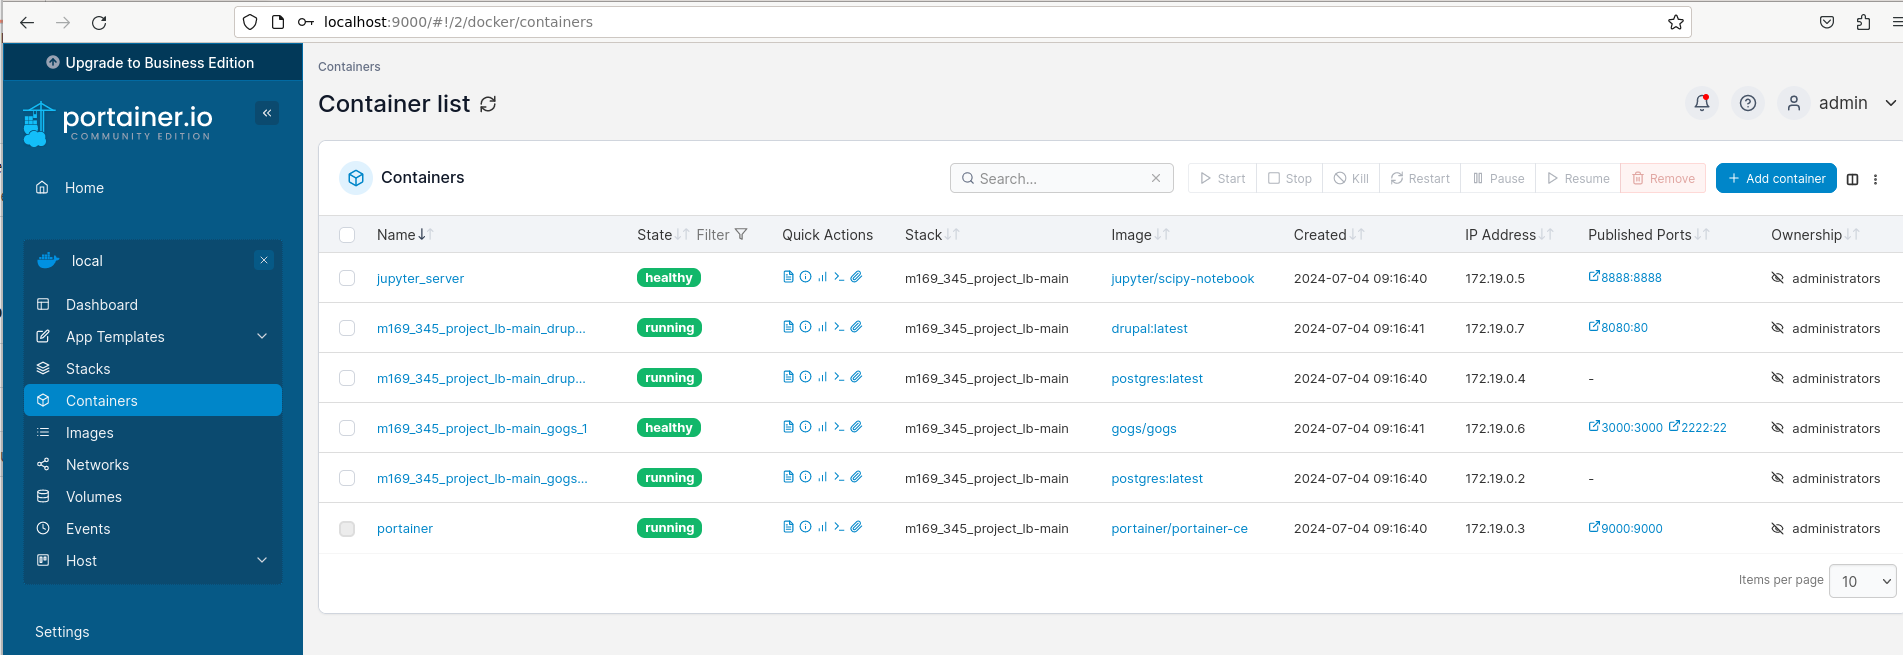 localhost:9000/#!/2/docker/containers
Upgrade to Business Edition
portainer.io
COMMUNITY EDITION
Home
local
Dashboard
App Templates
Stacks
Containers
Images
Networks
Volumes
Events
Host
Settings
Containers
Container list
admin
Containers
Search...
Start Stop Kill Restart Pause Resume Remove
+ Add container
Name State Filter Quick Actions Stack Image Created IP Address Published Ports Ownership
jupyter_server healthy m169_345_project_lb-main jupyter/scipy-notebook 2024-07-04 09:16:40 172.19.0.5 8888:8888 administrators
m169_345_project_lb-main_drup... running m169_345_project_lb-main drupal:latest 2024-07-04 09:16:41 172.19.0.7 8080:80 administrators
m169_345_project_lb-main_drup... running m169_345_project_lb-main postgres:latest 2024-07-04 09:16:40 172.19.0.4 - administrators
m169_345_project_lb-main_gogs_1 healthy m169_345_project_lb-main gogs/gogs 2024-07-04 09:16:41 172.19.0.6 3000:3000 2222:22 administrators
m169_345_project_lb-main_gogs... running m169_345_project_lb-main postgres:latest 2024-07-04 09:16:40 172.19.0.2 - administrators
portainer running m169_345_project_lb-main portainer/portainer-ce 2024-07-04 09:16:40 172.19.0.3 9000:9000 administrators
Items per page 10